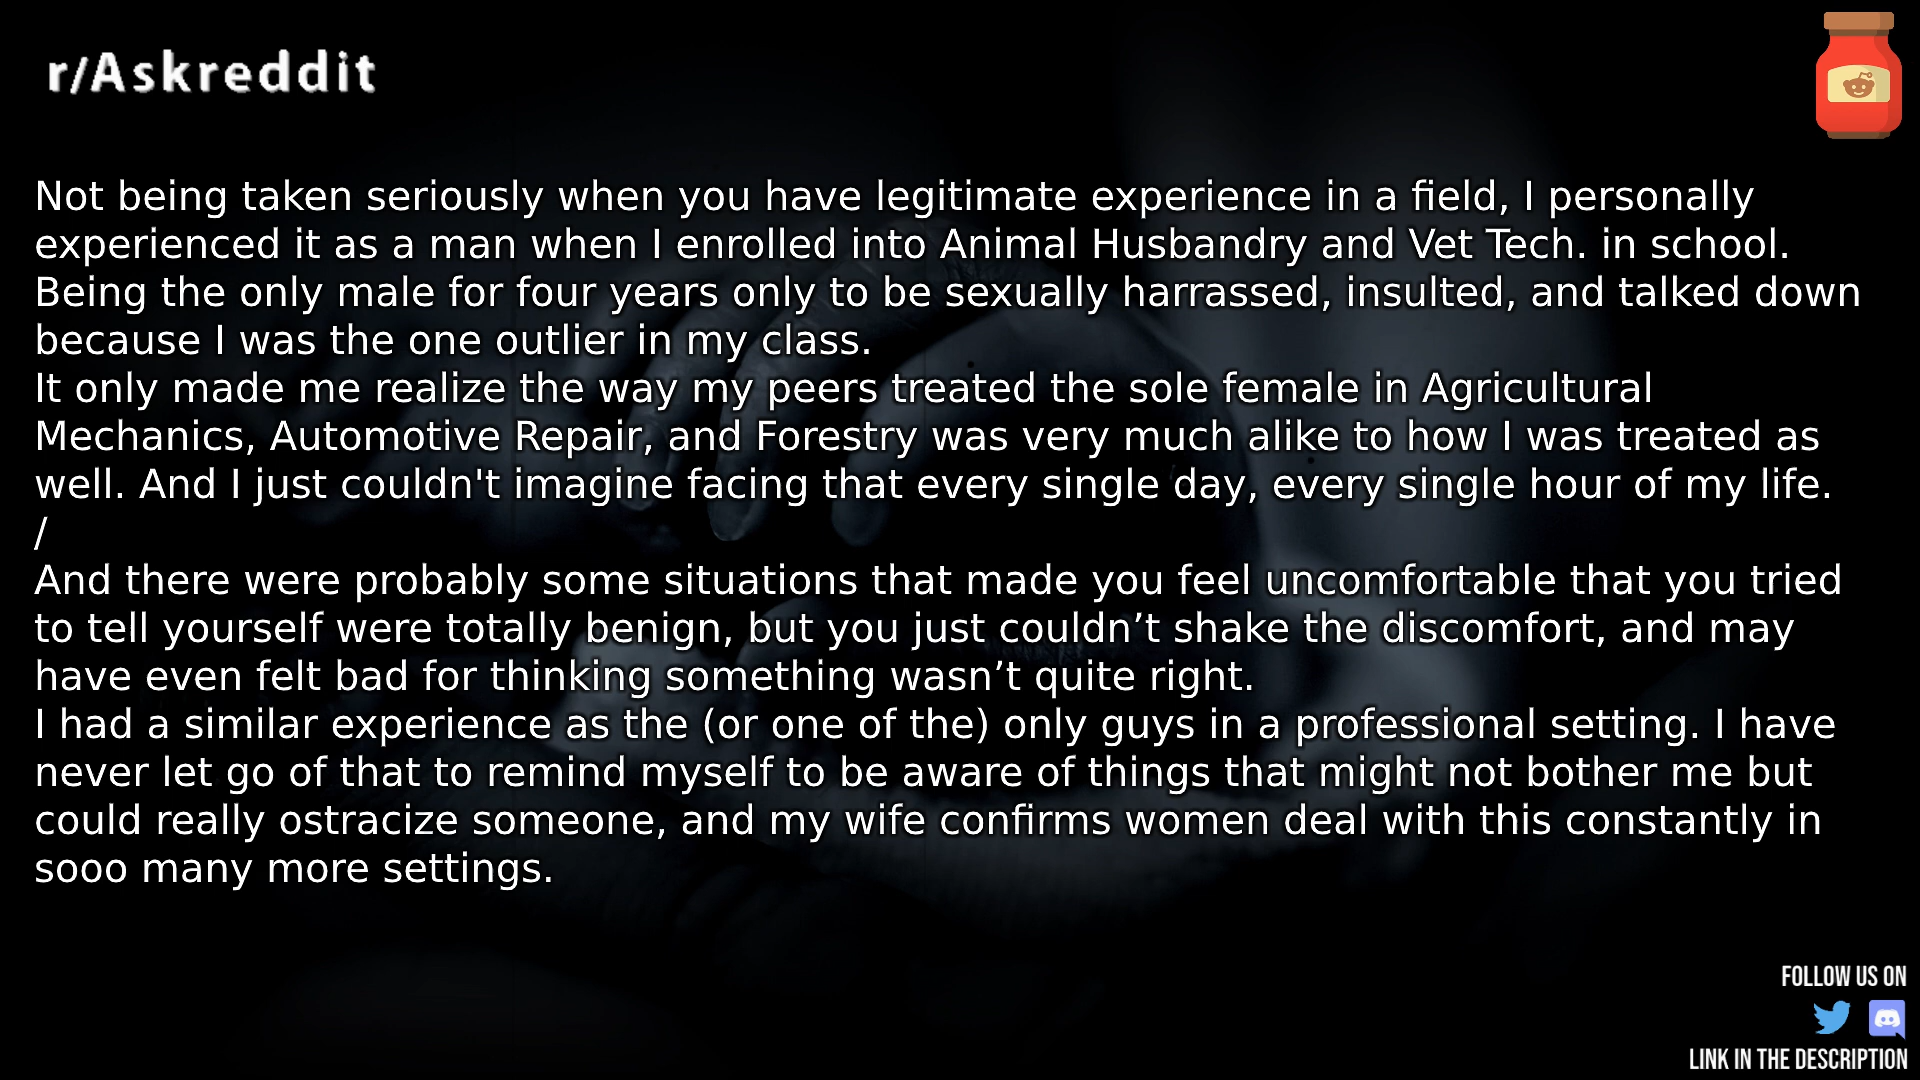 r/Askreddit
Not being taken seriously when you have legitimate experience in a field, I personally
experienced it as a man when I enrolled into Animal Husbandry and Vet Tech. in school.
Being the only male for four years only to be sexually harrassed, insulted, and talked down
because I was the one outlier in my class.
It only made me realize the way my peers treated the sole female in Agricultural
Mechanics, Automotive Repair, and Forestry was very much alike to how I was treated as
well. And I just couldn't imagine facing that every single day, every single hour of my life.
/
And there were probably some situations that made you feel uncomfortable that you tried
to tell yourself were totally benign, but you just couldn’t shake the discomfort, and may
have even felt bad for thinking something wasn’t quite right.
I had a similar experience as the (or one of the) only guys in a professional setting. I have
never let go of that to remind myself to be aware of things that might not bother me but
could really ostracize someone, and my wife confirms women deal with this constantly in
sooo many more settings.
FOLLOW US ON
LINK IN THE DESCRIPTION